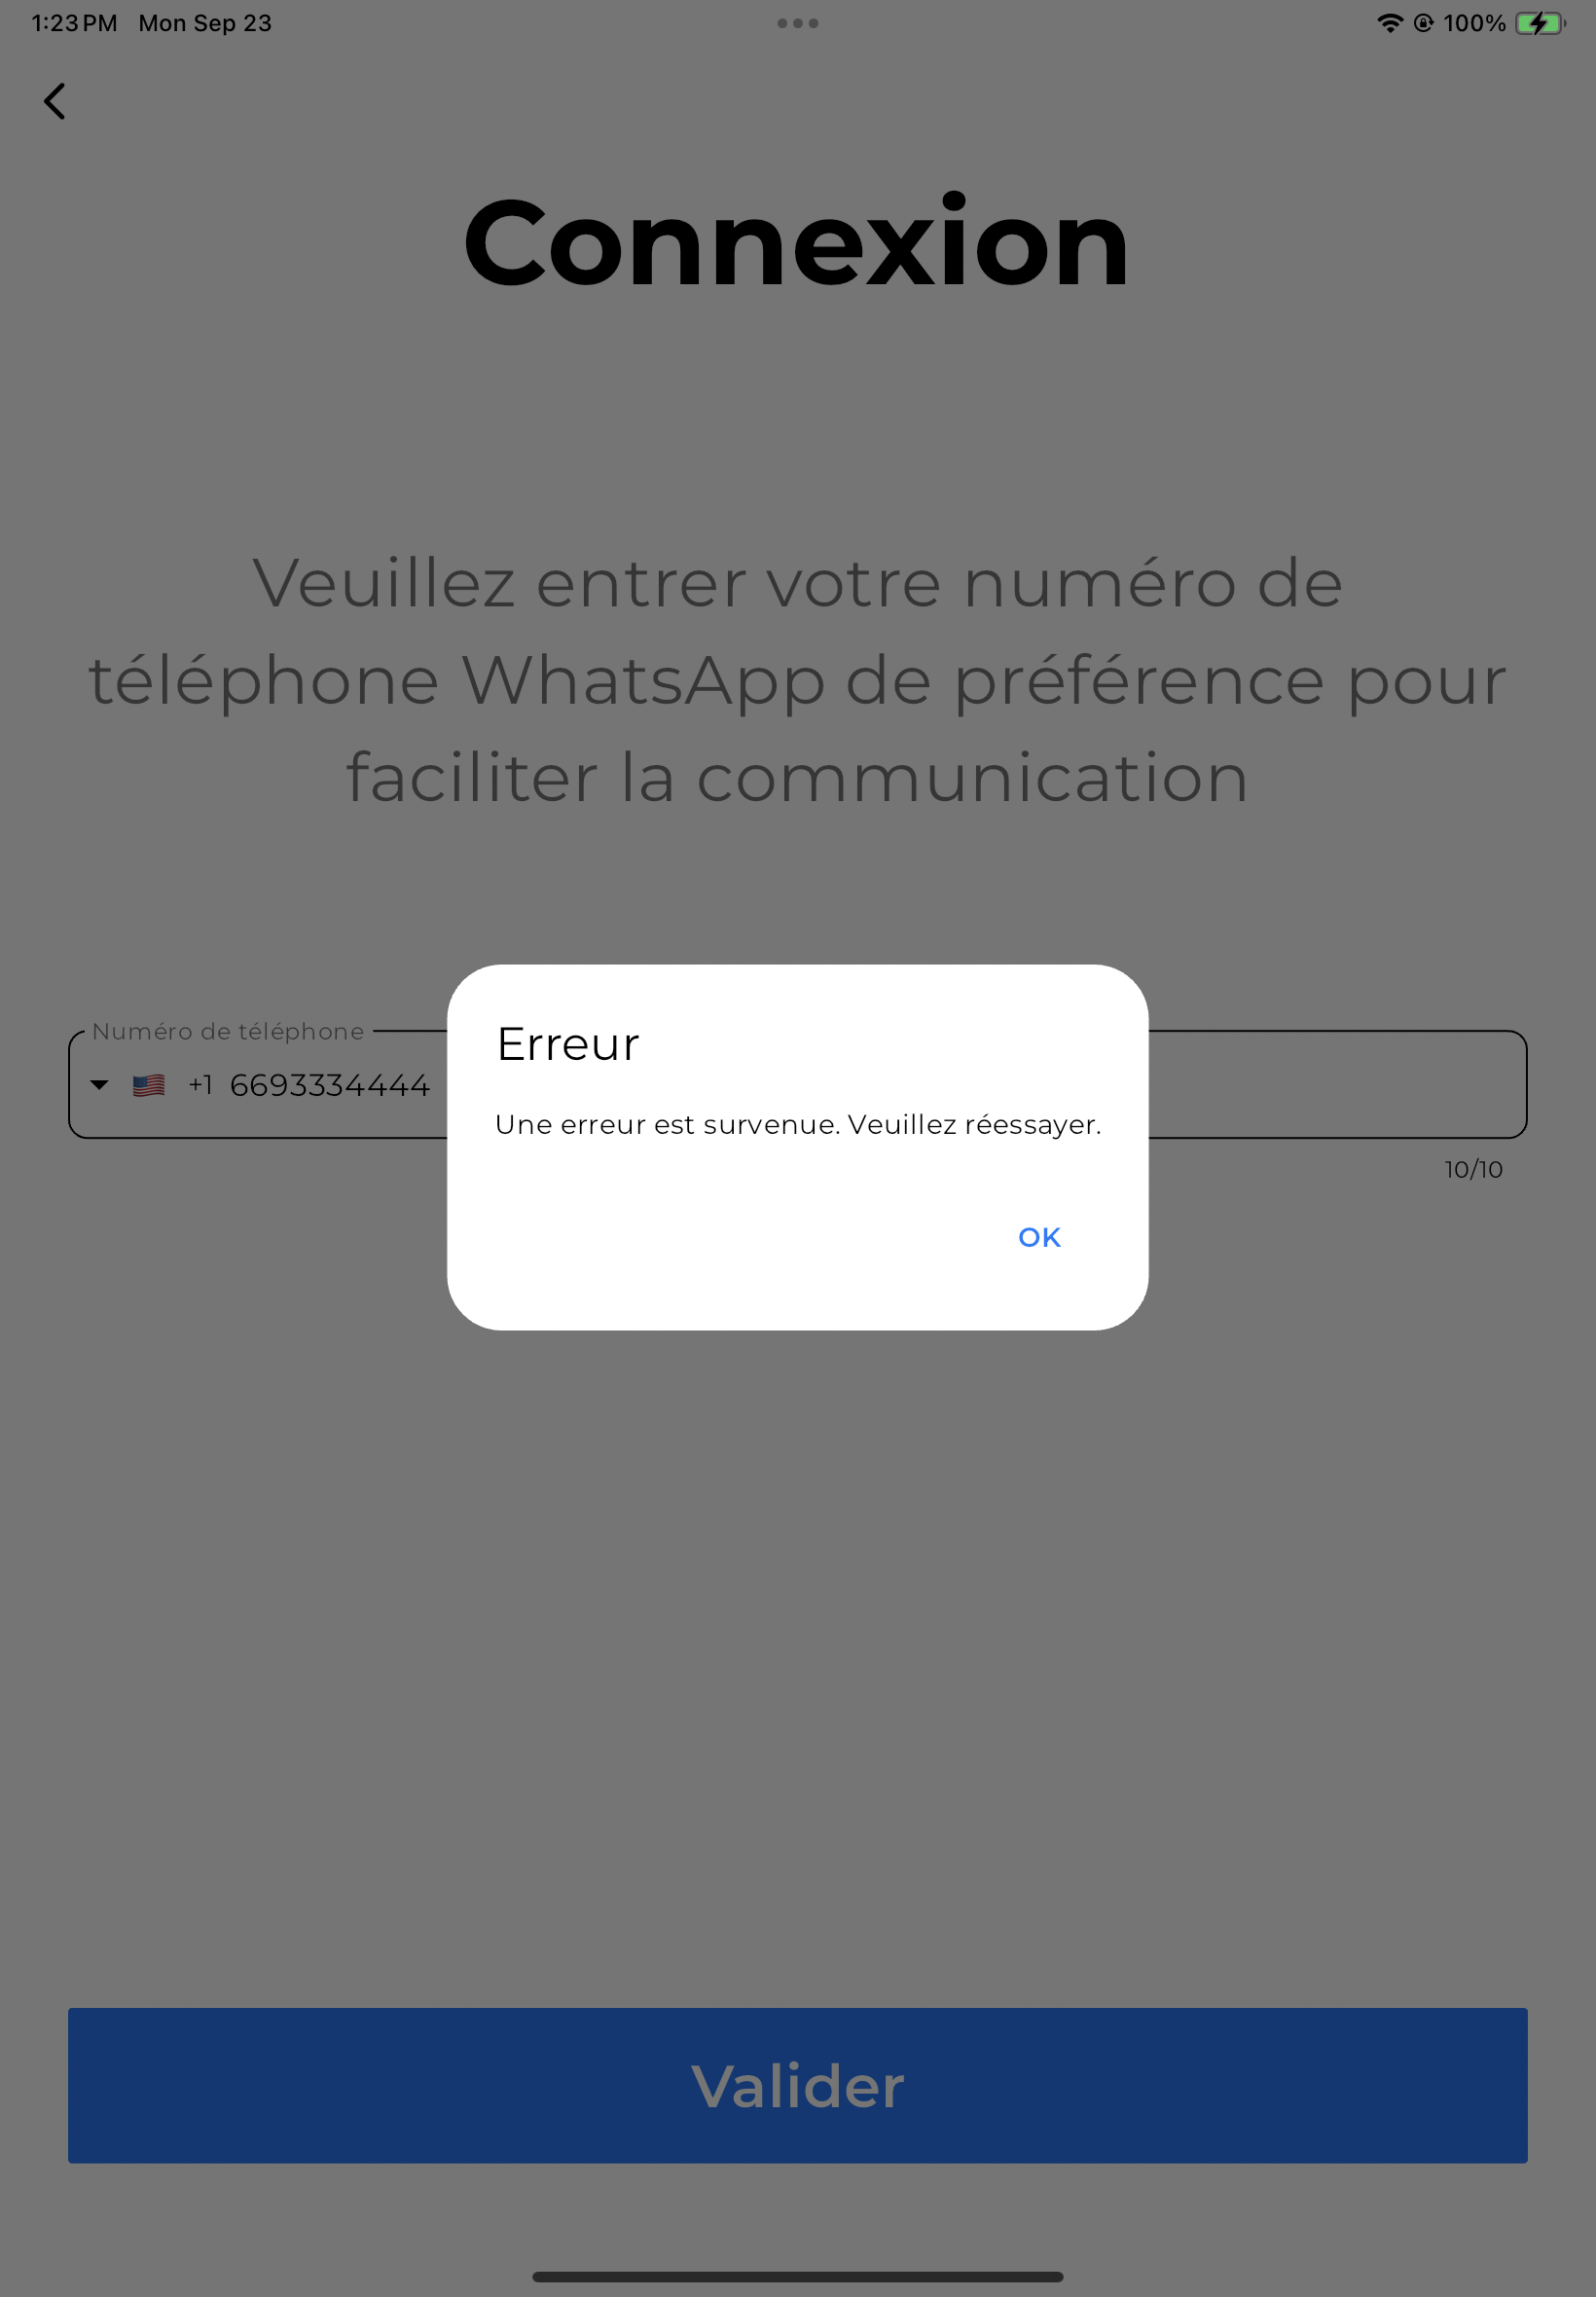 1:23 PM Mon Sep 23
100%
Connexion
Veuillez entrer votre numéro de
téléphone WhatsApp de préférence pour
faciliter la communication
Numéro de téléphone
+1 6693334444
10/10
Erreur
Une erreur est survenue. Veuillez réessayer.
OK
Valider